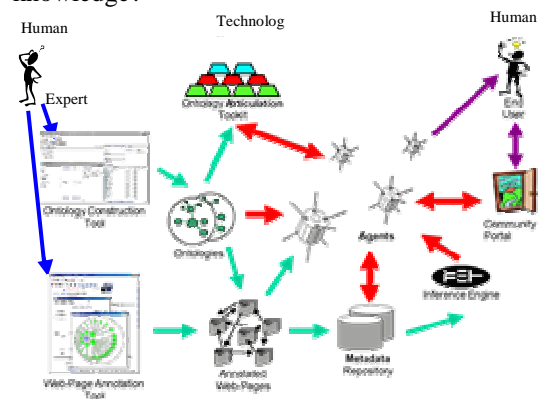 knowledge?
Human
Technolog
Human
Expert
Ontology Articulation
Toolkit
End
User
Ontology Construction
Tool
Ontologies
Agents
Community
Portal
Inference Engine
Metadata
Repository
Annotated
Web-Pages
Web-Page Annotation
Tool